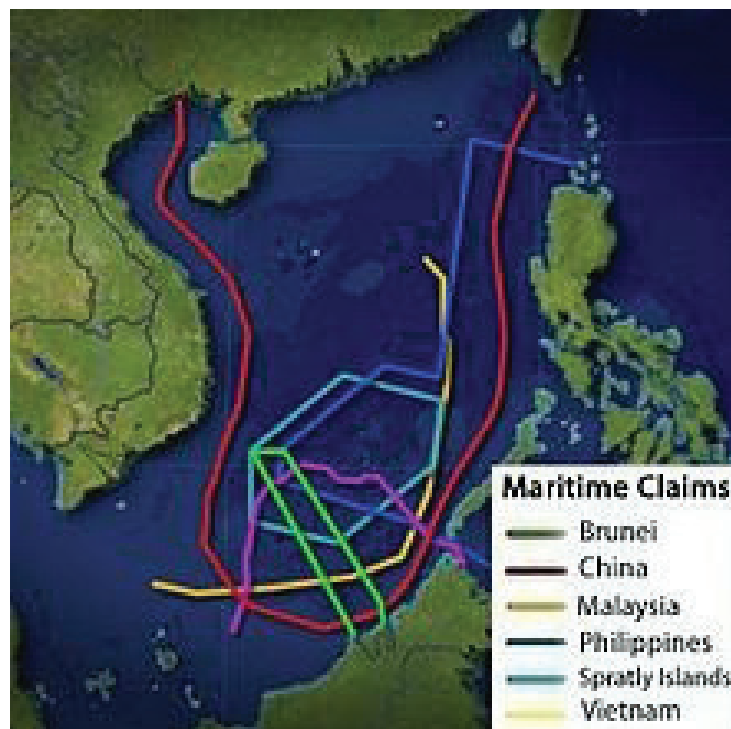 Maritime Claims
Brunei
China
Malaysia
Philippines
Spratly Islands
Vietnam